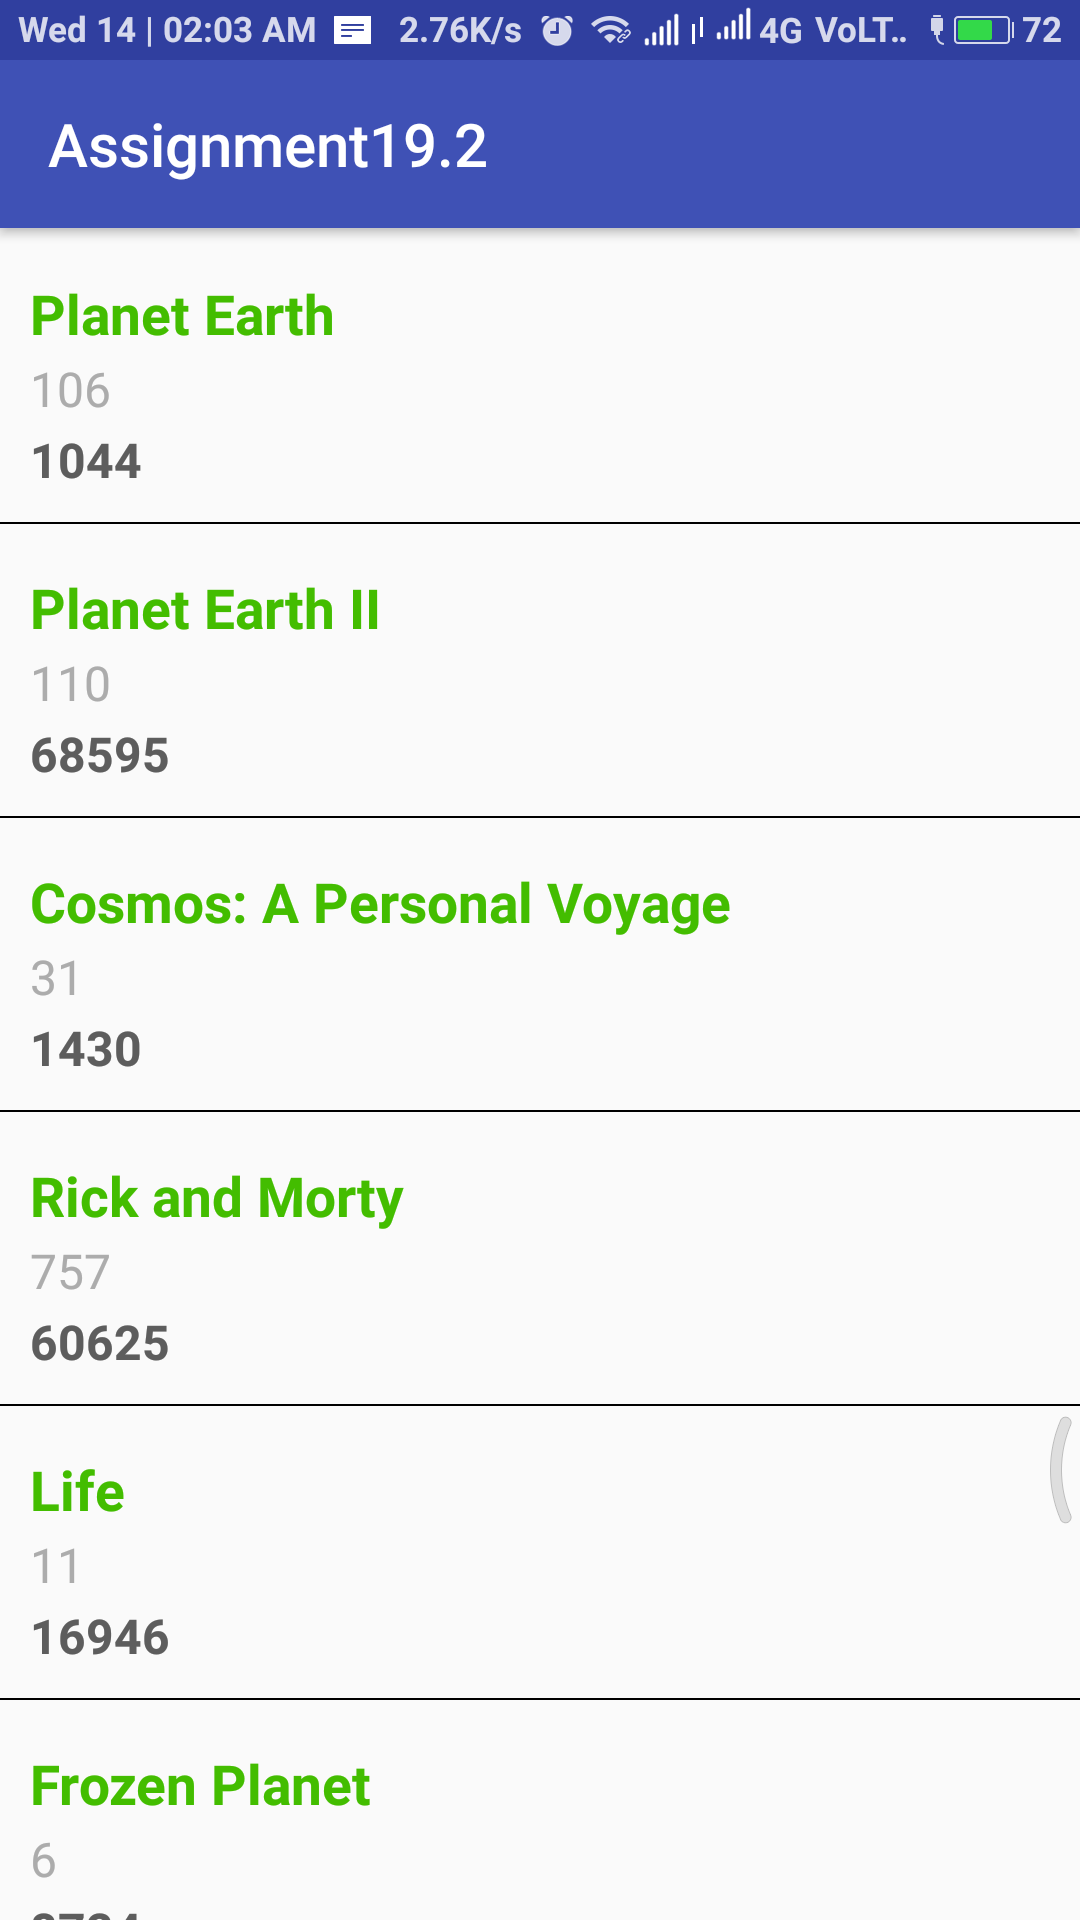 Wed 14 | 02:03 AM 2.76K/s 4G VoLT.. 72
Assignment19.2
Planet Earth
106
1044
Planet Earth II
110
68595
Cosmos: A Personal Voyage
31
1430
Rick and Morty
757
60625
Life
11
16946
Frozen Planet
6